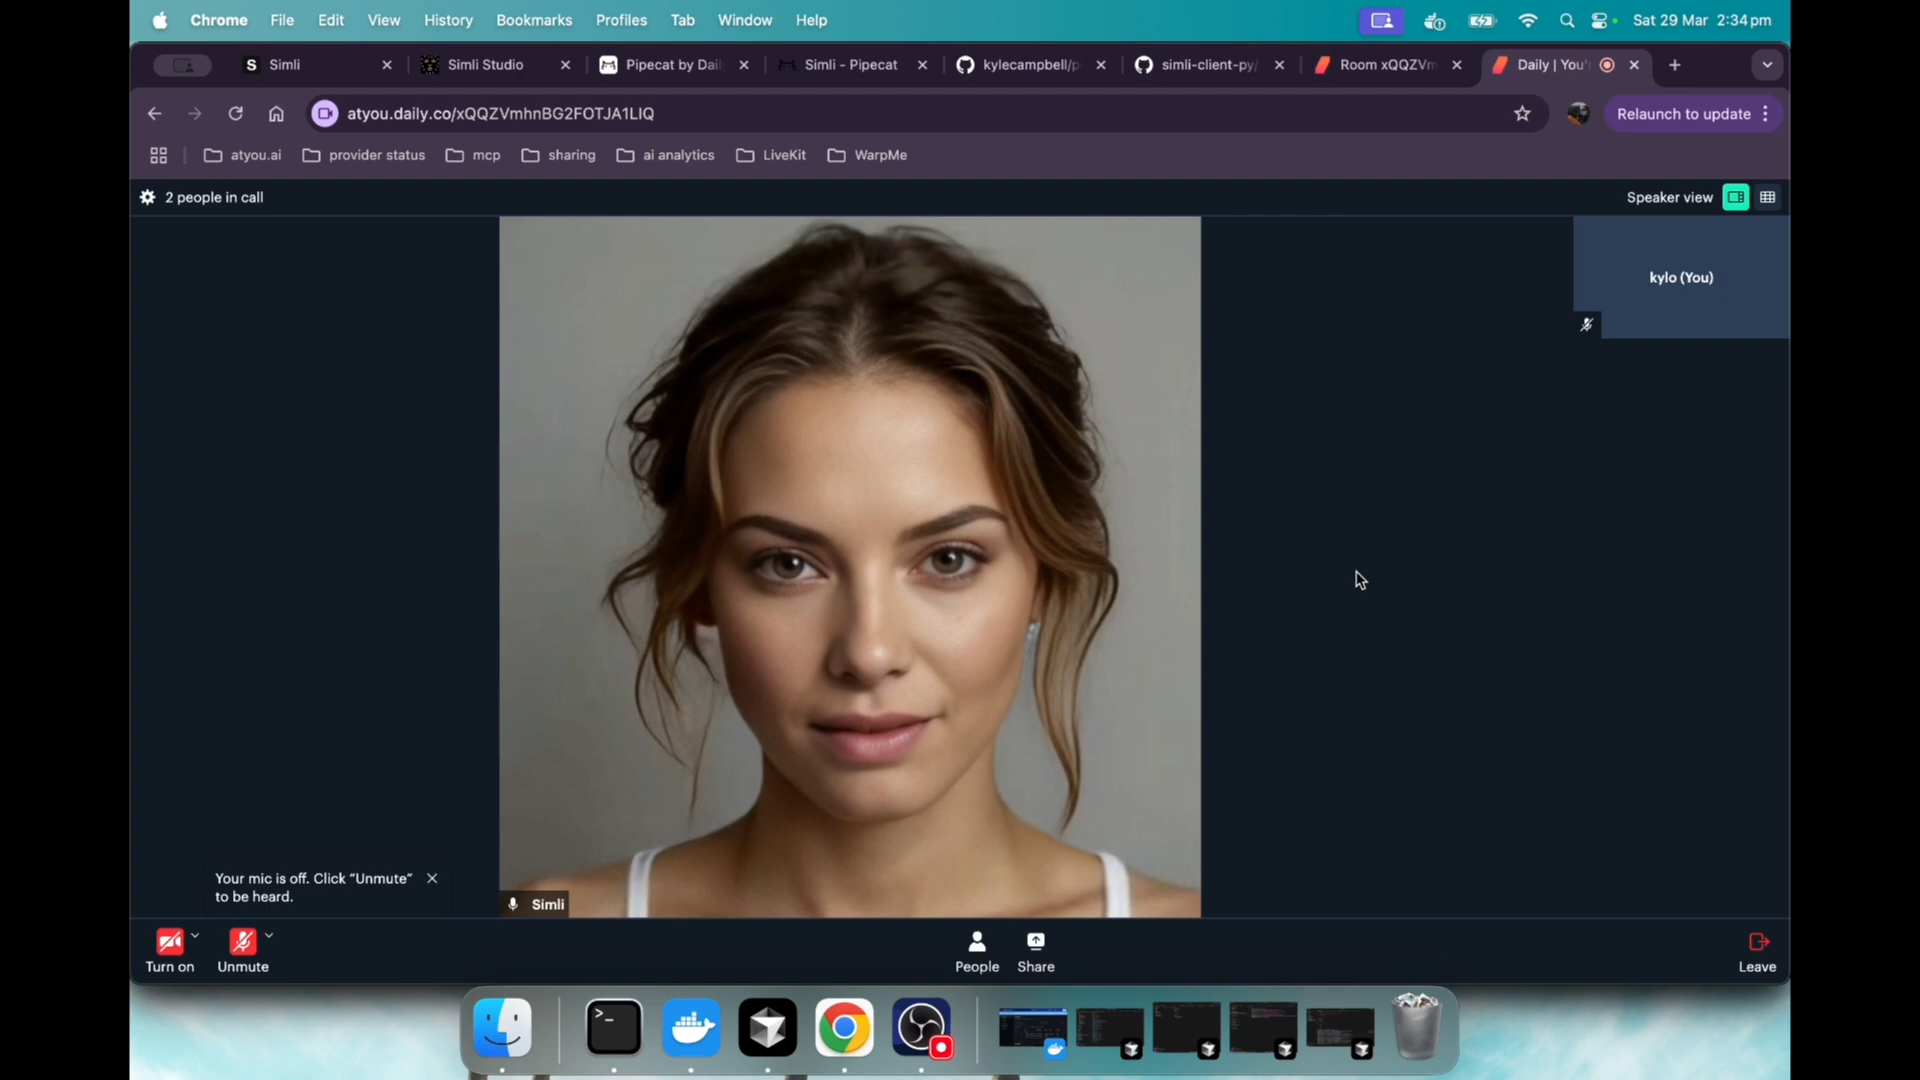 Chrome File Edit View History Bookmarks Profiles Tab Window Help Sat 29 Mar 2:34 pm
S Simli Simli Studio Pipecat by Dail Simli - Pipecat kylecampbell/p simli-client-py/ Room xQQZVm Daily | You'r
atyou.daily.co/xQQZVmhnBG2FOTJA1LIQ Relaunch to update
atyou.ai provider status mcp sharing ai analytics LiveKit WarpMe
2 people in call Speaker view
kylo (You)
Your mic is off. Click “Unmute”
to be heard.
Simli
Turn on Unmute People Share Leave
>_